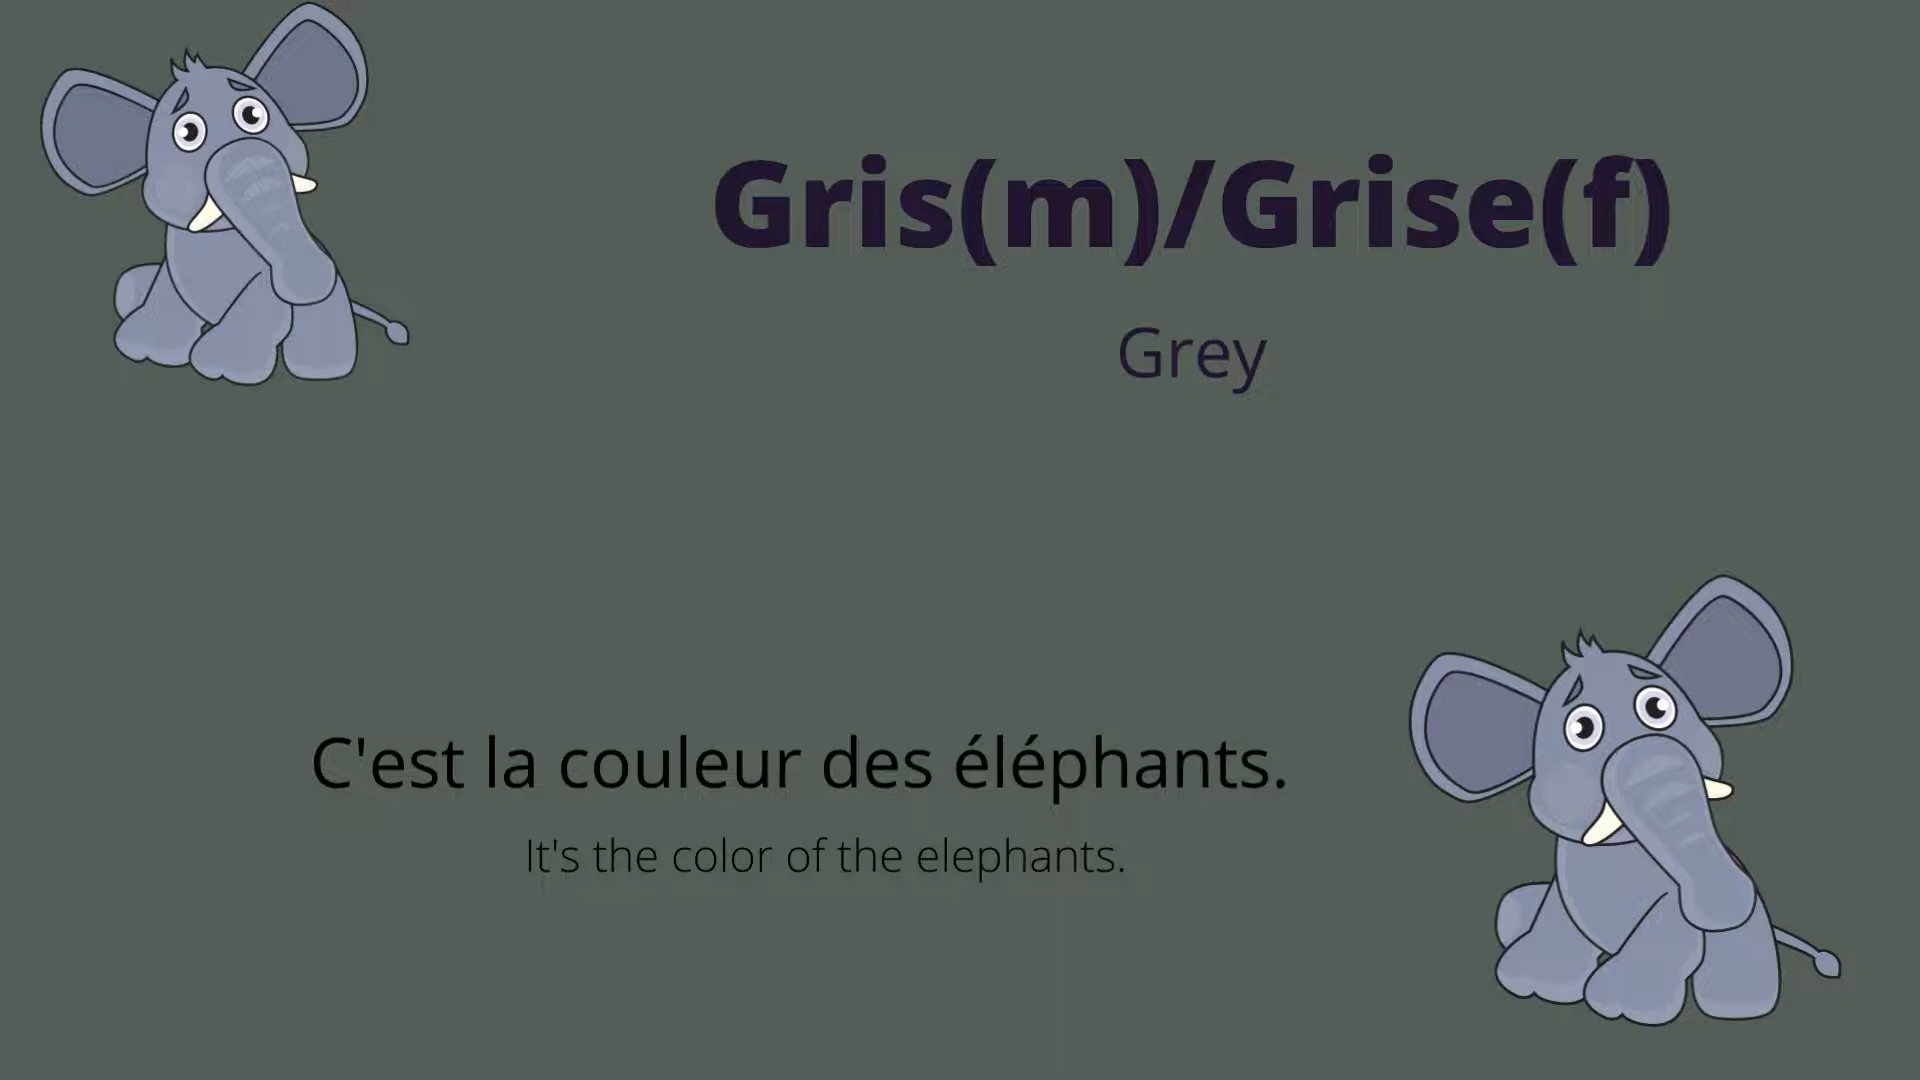 Gris(m)/Grise(f)
Grey
C'est la couleur des éléphants.
It's the color of the elephants.